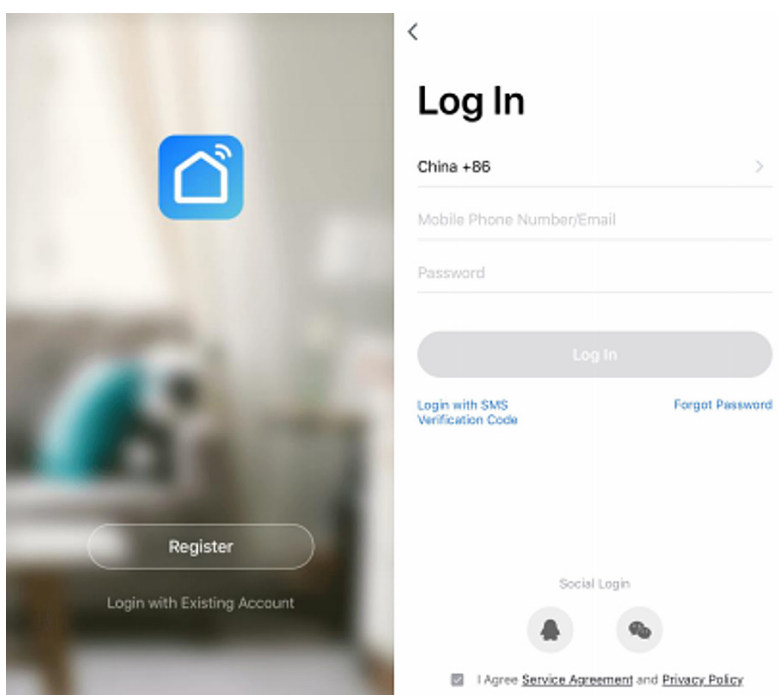 Register
Login with Existing Account
Log In
China +86
Mobile Phone Number/Email
Password
Log In
Login with SMS
Verification Code
Forgot Password
Social Login
I Agree Service Agreement and Privacy Policy